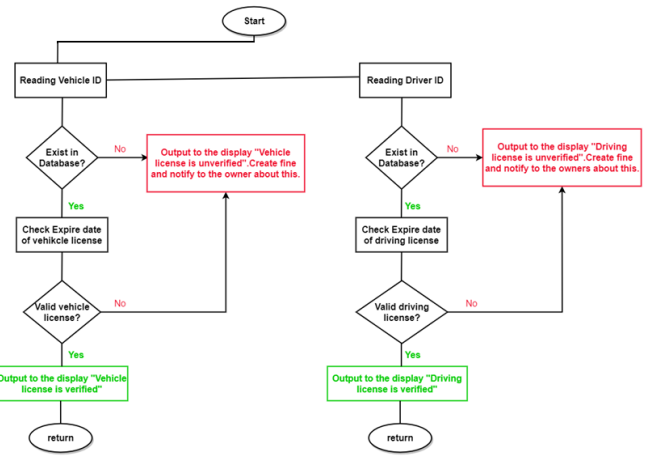 Start
Reading Vehicle ID
Reading Driver ID
Exist in
Database?
No
Output to the display "Vehicle
license is unverified".Create fine
and notify to the owner about this.
Exist in
Database?
No
Output to the display "Driving
license is unverified".Create fine
and notify to the owners about this.
Yes
Yes
Check Expire date
of vehikcle license
Check Expire date
of driving license
Valid vehicle
license?
No
Valid driving
license?
No
Yes
Yes
Output to the display "Vehicle
license is verified"
Output to the display "Driving
license is verified"
return
return